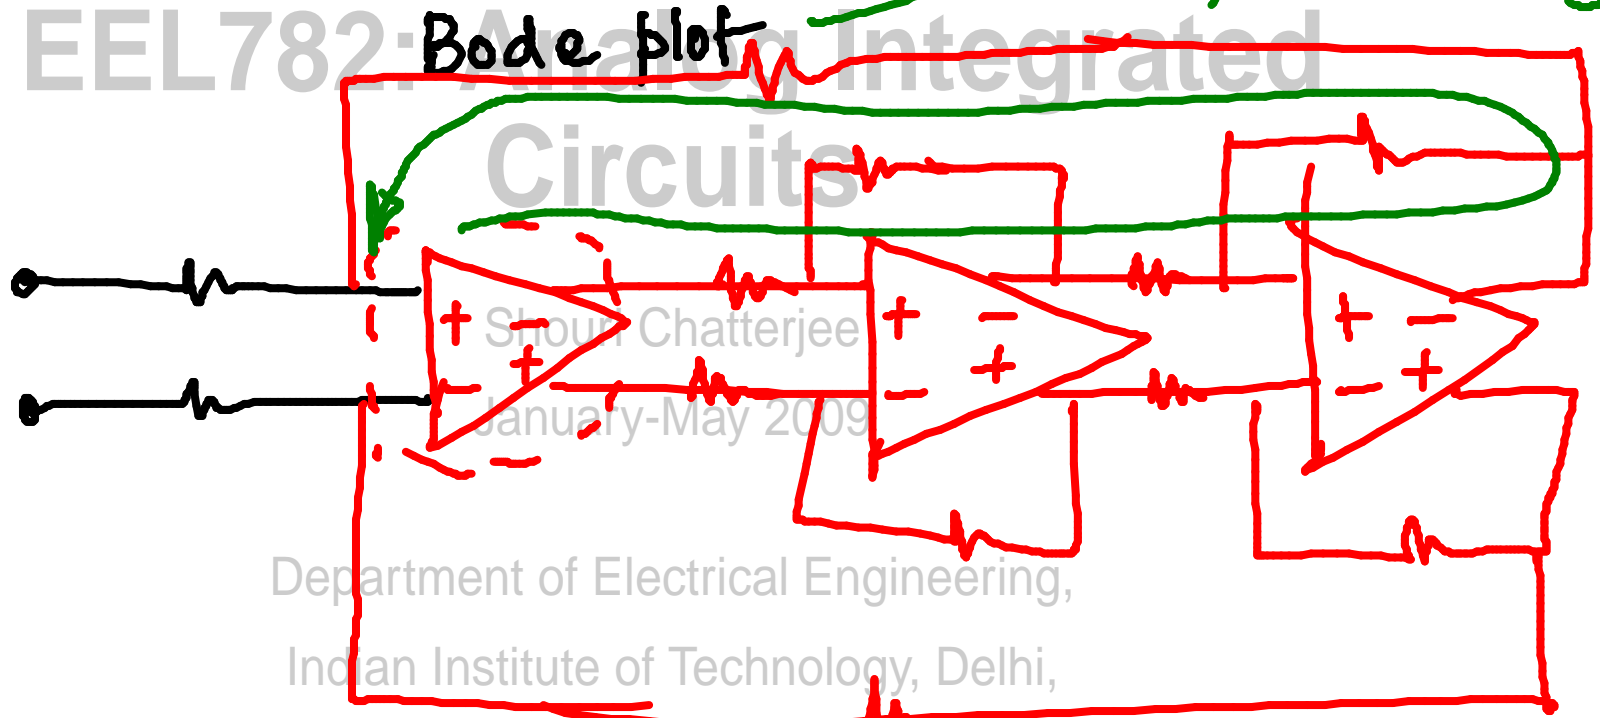 Bode plot
EEL782: Analog Integrated
Circuits
+ - + - + -
Shouri Chatterjee
+ + +
- - -
January-May 2009
Department of Electrical Engineering,
Indian Institute of Technology, Delhi,